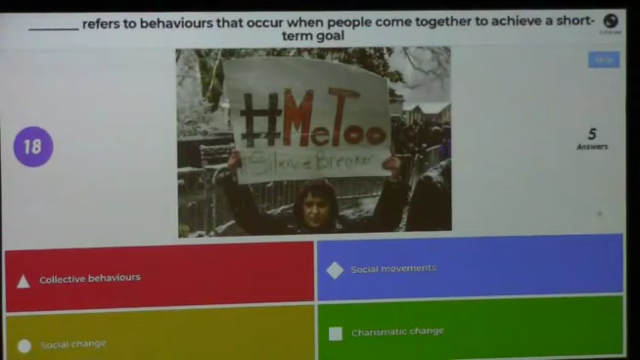 _______ refers to behaviours that occur when people come together to achieve a short-
term goal
18
#MeToo
Silence Breaker
5
Answers
Collective behaviours
Social movements
Social change
Charismatic change